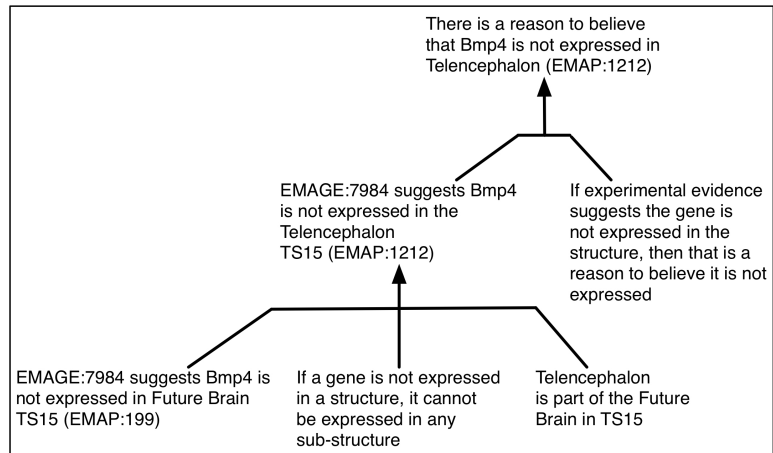 There is a reason to believe
that Bmp4 is not expressed in
Telencephalon (EMAP:1212)
EMAGE:7984 suggests Bmp4
is not expressed in the
Telencephalon
TS15 (EMAP:1212)
If experimental evidence
suggests the gene is
not expressed in the
structure, then that is a
reason to believe it is not
expressed
EMAGE:7984 suggests Bmp4 is
not expressed in Future Brain
TS15 (EMAP:199)
If a gene is not expressed
in a structure, it cannot
be expressed in any
sub-structure
Telencephalon
is part of the Future
Brain in TS15